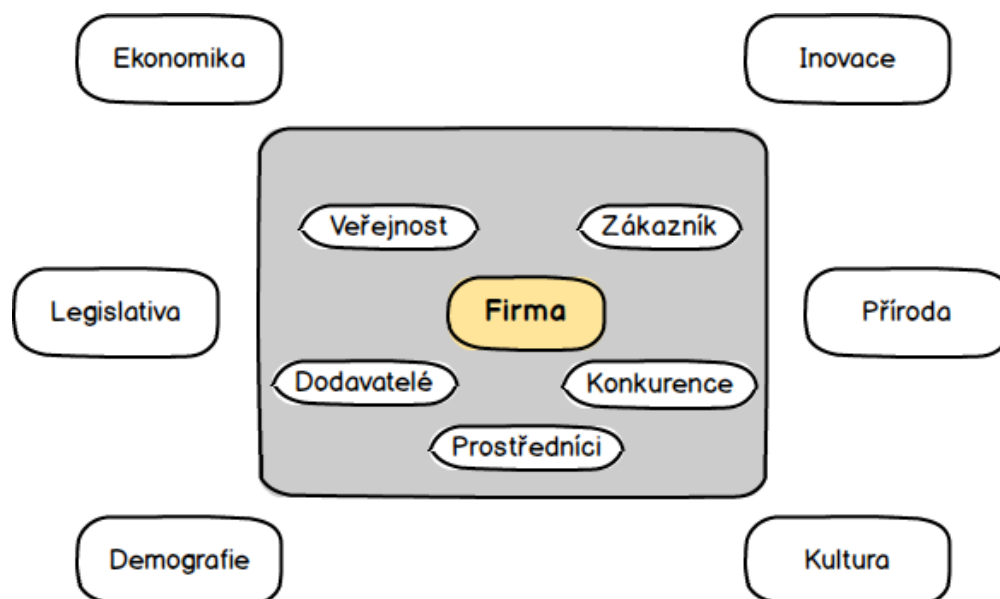 Ekonomika
Inovace
Veřejnost
Zákazník
Legislativa
Firma
Příroda
Dodavatelé
Konkurence
Prostředníci
Demografie
Kultura